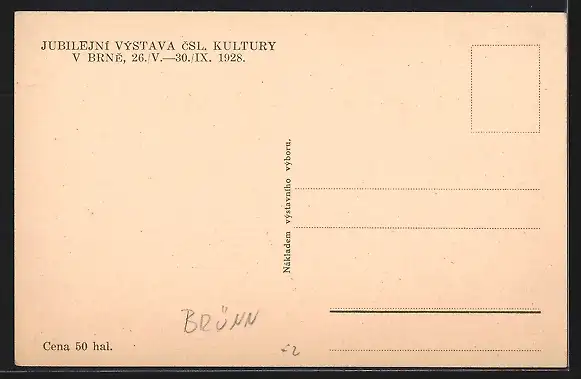 JUBILEJNÍ VÝSTAVA ČSL. KULTURY
V BRNĚ, 26./V.—30./IX. 1928.
Nákladem výstavního výboru.
BRÜNN
Cena 50 hal.